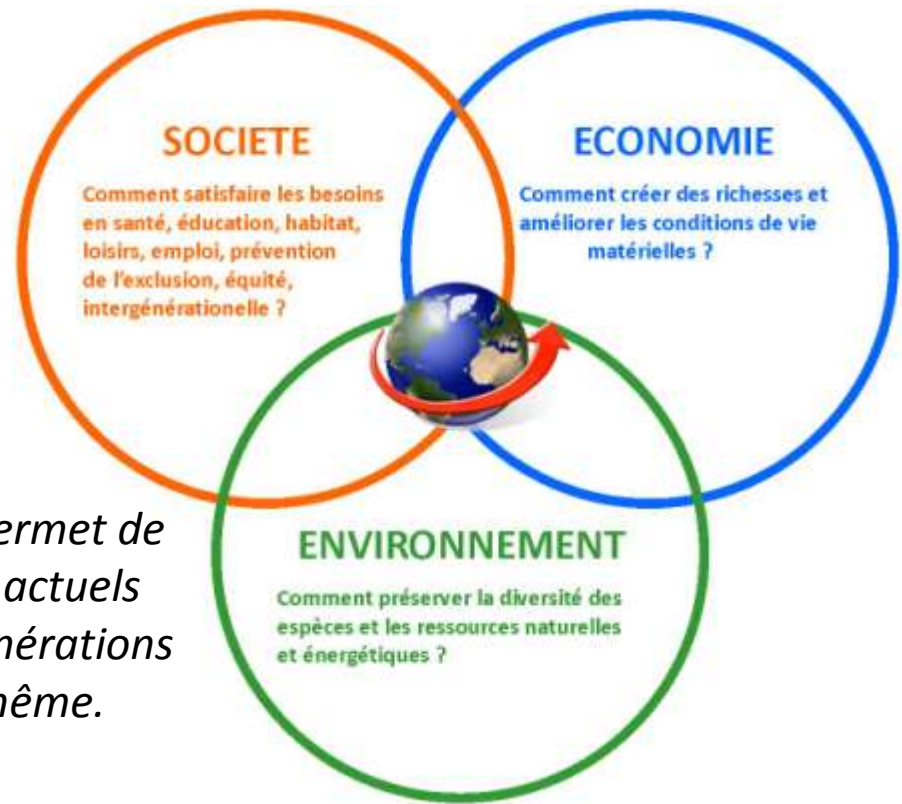 SOCIETE
Comment satisfaire les besoins
en santé, éducation, habitat,
loisirs, emploi, prévention
de l'exclusion, équité,
intergénérationelle ?
ECONOMIE
Comment créer des richesses et
améliorer les conditions de vie
matérielles ?
ermet de
actuels
nérations
ême.
ENVIRONNEMENT
Comment préserver la diversité des
espèces et les ressources naturelles
et énergétiques ?